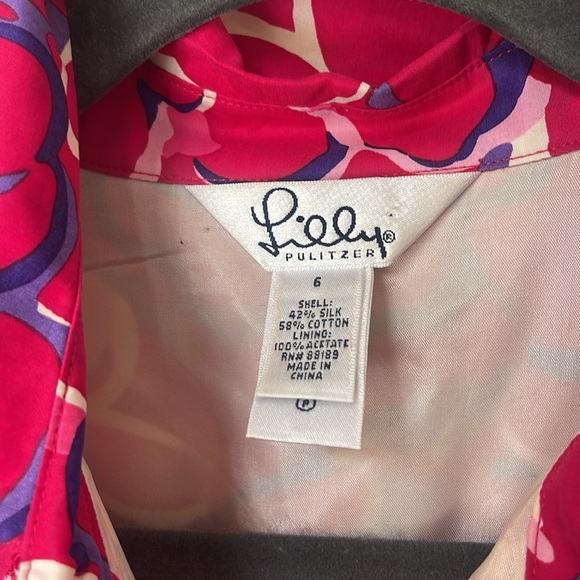 Lilly®
PULITZER
6
SHELL:
42% SILK
58% COTTON
LINING:
100% ACETATE
RN# 88189
MADE IN
CHINA
P